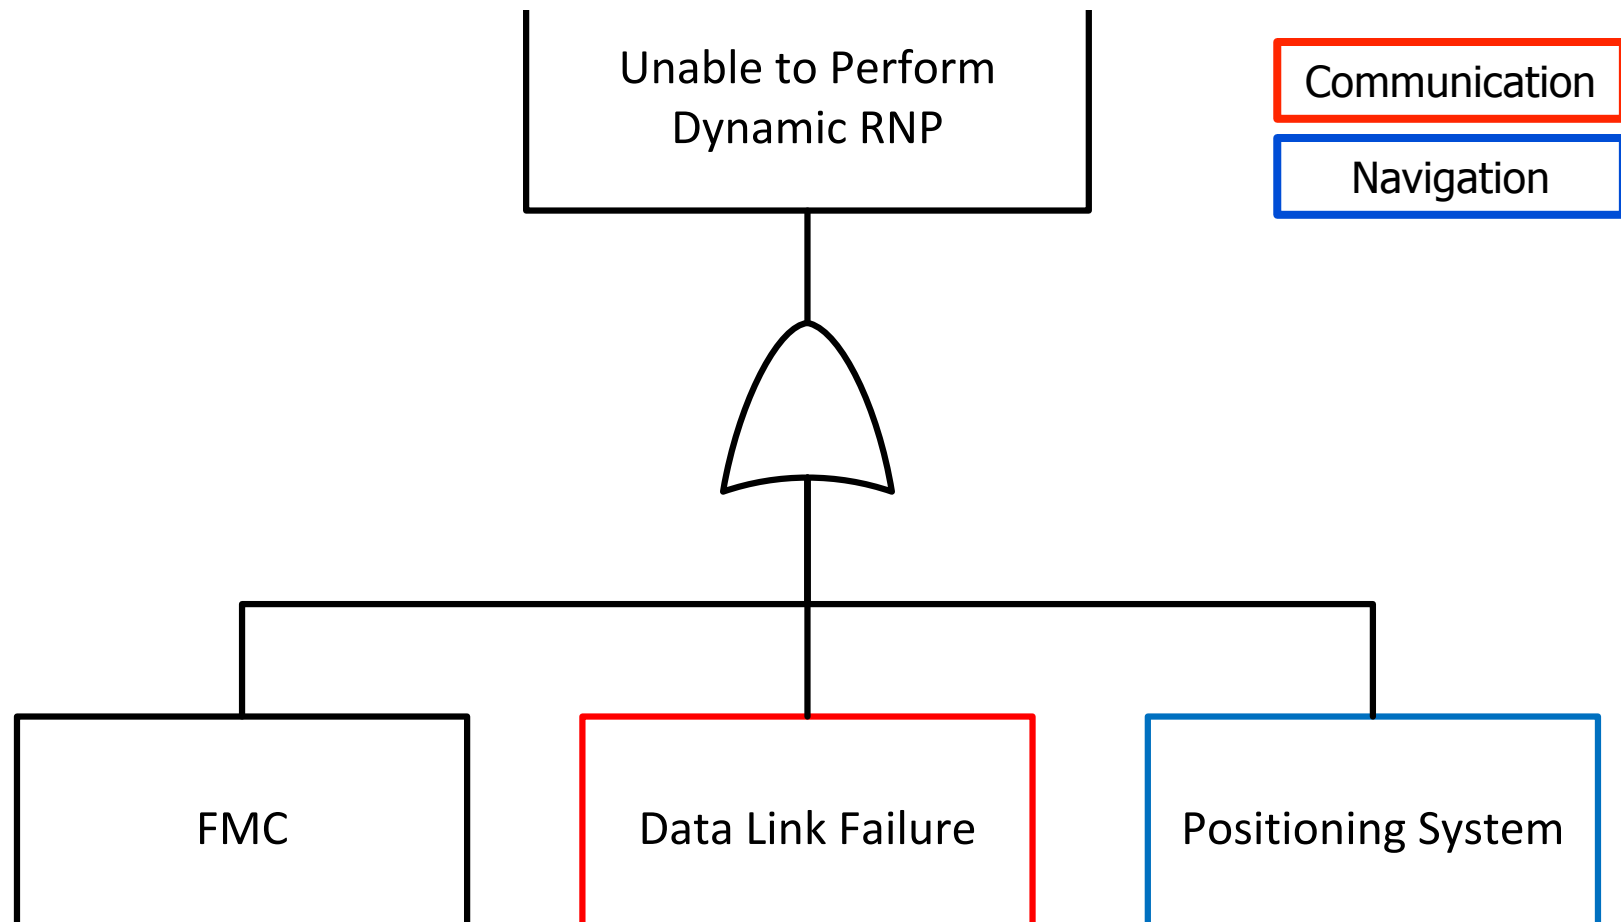 Unable to Perform
Dynamic RNP
Communication
Navigation
FMC
Data Link Failure
Positioning System